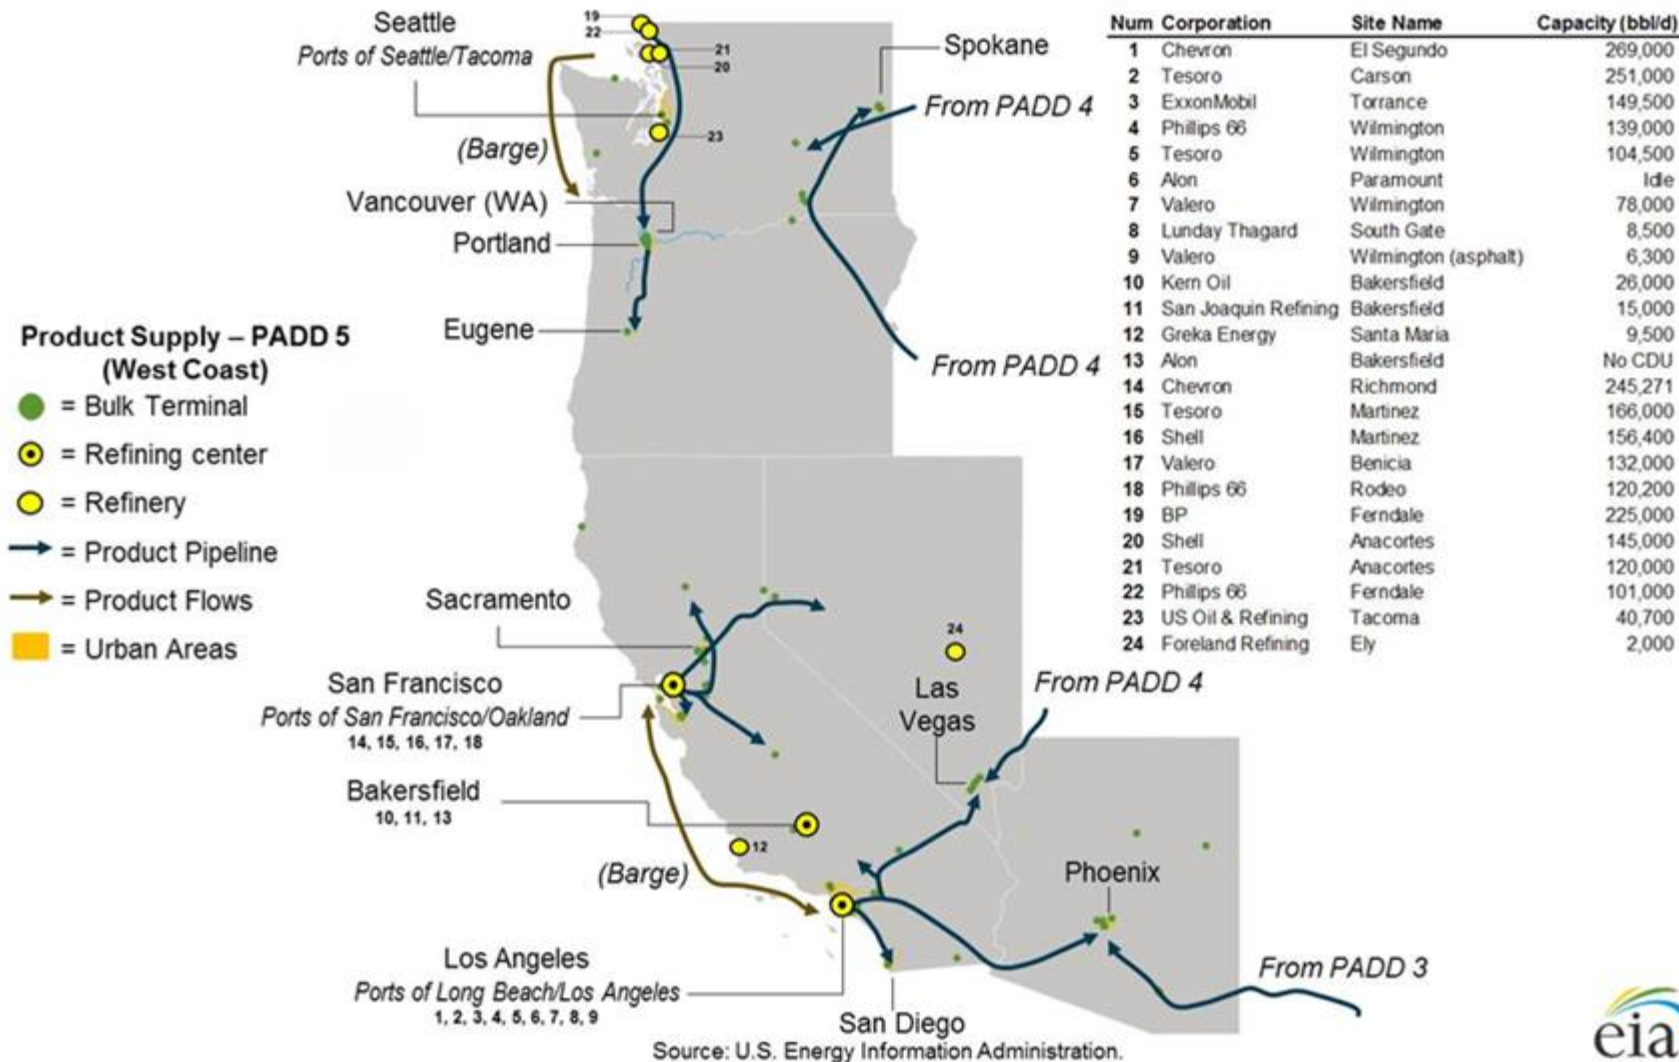 Seattle
Ports of Seattle/Tacoma
19
22
21
20
23
Spokane
From PADD 4
(Barge)
Vancouver (WA)
Portland
Eugene
From PADD 4
Product Supply – PADD 5
(West Coast)
= Bulk Terminal
= Refining center
= Refinery
= Product Pipeline
= Product Flows
= Urban Areas
Sacramento
San Francisco
Ports of San Francisco/Oakland
14, 15, 16, 17, 18
24
Las
Vegas
From PADD 4
Bakersfield
10, 11, 13
12
(Barge)
Phoenix
From PADD 3
Los Angeles
Ports of Long Beach/Los Angeles
1, 2, 3, 4, 5, 6, 7, 8, 9
San Diego
Num Corporation Site Name Capacity (bbl/d)
1 Chevron El Segundo 269,000
2 Tesoro Carson 251,000
3 ExxonMobil Torrance 149,500
4 Phillips 66 Wilmington 139,000
5 Tesoro Wilmington 104,500
6 Alon Paramount Idle
7 Valero Wilmington 78,000
8 Lunday Thagard South Gate 8,500
9 Valero Wilmington (asphalt) 6,300
10 Kern Oil Bakersfield 26,000
11 San Joaquin Refining Bakersfield 15,000
12 Greka Energy Santa Maria 9,500
13 Alon Bakersfield No CDU
14 Chevron Richmond 245,271
15 Tesoro Martinez 166,000
16 Shell Martinez 156,400
17 Valero Benicia 132,000
18 Phillips 66 Rodeo 120,200
19 BP Ferndale 225,000
20 Shell Anacortes 145,000
21 Tesoro Anacortes 120,000
22 Phillips 66 Ferndale 101,000
23 US Oil & Refining Tacoma 40,700
24 Foreland Refining Ely 2,000
Source: U.S. Energy Information Administration.
eia